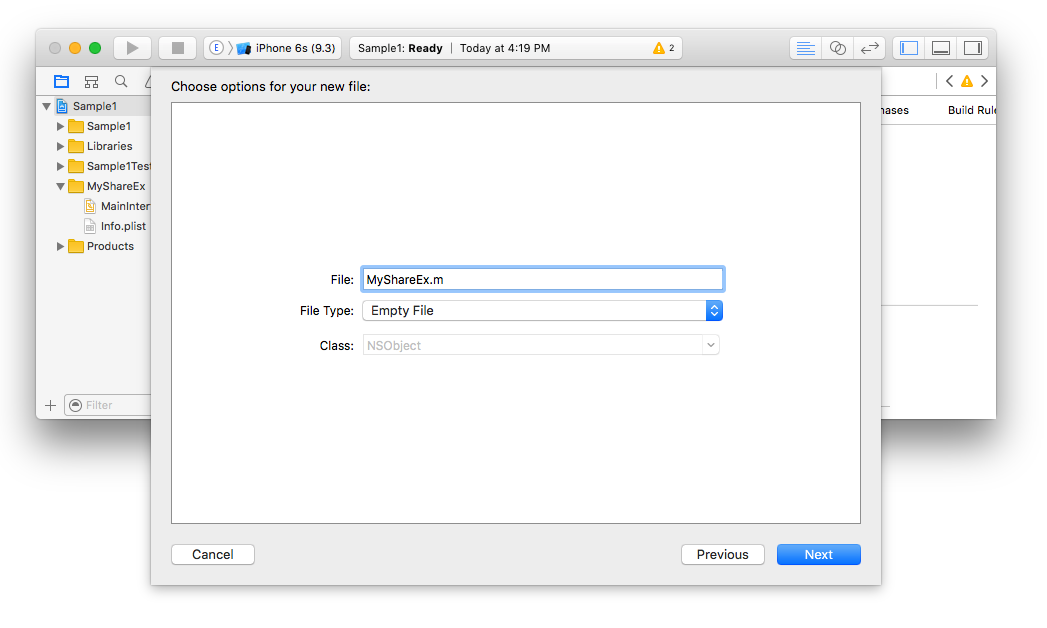 E iPhone 6s (9.3) Sample1: Ready | Today at 4:19 PM 2
Choose options for your new file:
Sample1
Sample1
Libraries
Sample1Test
MyShareEx
MainInter
Info.plist
Products
Filter
hases Build Rule
File: MyShareEx.m
File Type: Empty File
Class: NSObject
Cancel Previous Next